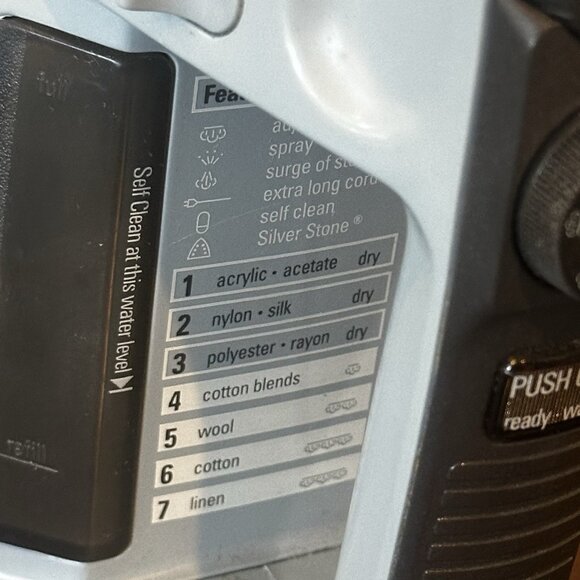 full
Self Clean at this water level
refill
Fea
spray
surge of
extra long cord
self clean
Silver Stone ®
1 acrylic • acetate dry
2 nylon • silk dry
3 polyester • rayon dry
4 cotton blends
5 wool
6 cotton
7 linen
PUSH
ready